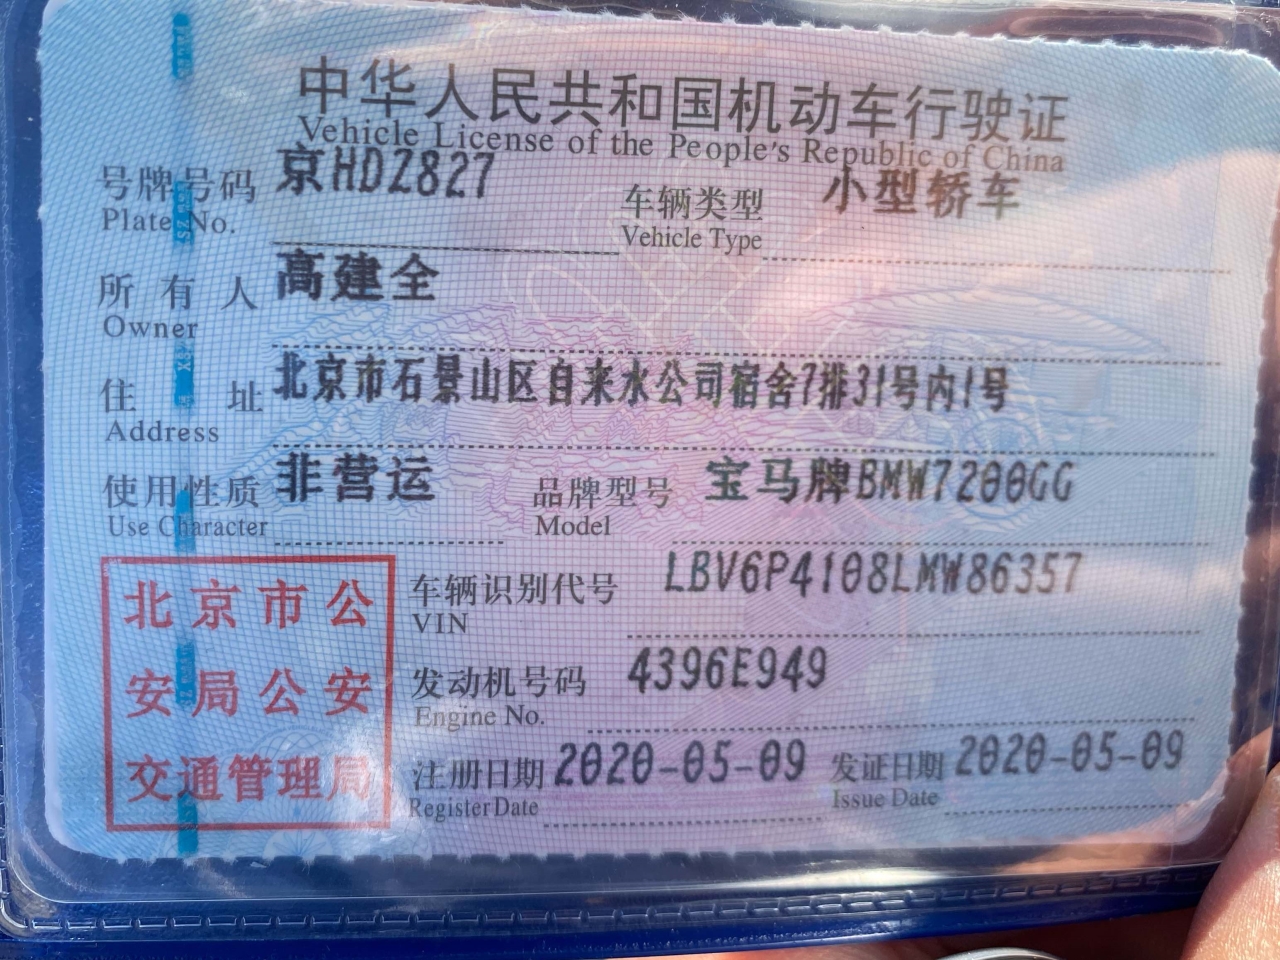 中华人民共和国机动车行驶证
Vehicle License of the People's Republic of China
号牌号码 京HDZ827 车辆类型 小型轿车
Plate No. Vehicle Type
所有人 高建全
Owner
住址 北京市石景山区自来水公司宿舍7排31号内1号
Address
使用性质 非营运 品牌型号 宝马牌BMW7200GG
Use Character Model
北京市公
安局公安
交通管理局
车辆识别代号 LBV6P4108LMW86357
VIN
发动机号码 4396E949
Engine No.
注册日期 2020-05-09 发证日期 2020-05-09
Register Date Issue Date